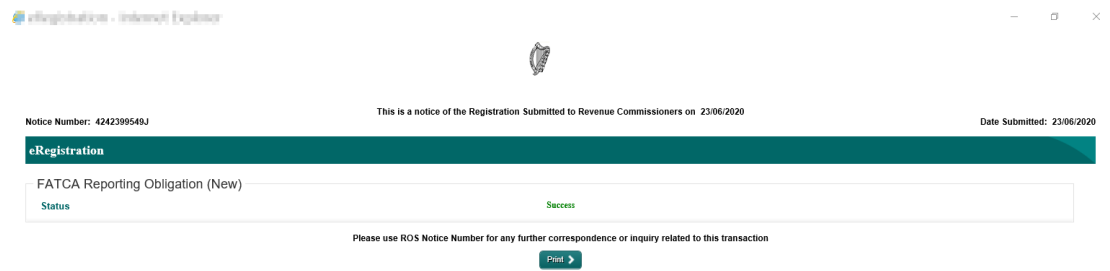 This is a notice of the Registration Submitted to Revenue Commissioners on 23/06/2020
Notice Number: 4242399549J
Date Submitted: 23/06/2020
eRegistration
FATCA Reporting Obligation (New)
Status
Success
Please use ROS Notice Number for any further correspondence or inquiry related to this transaction
Print